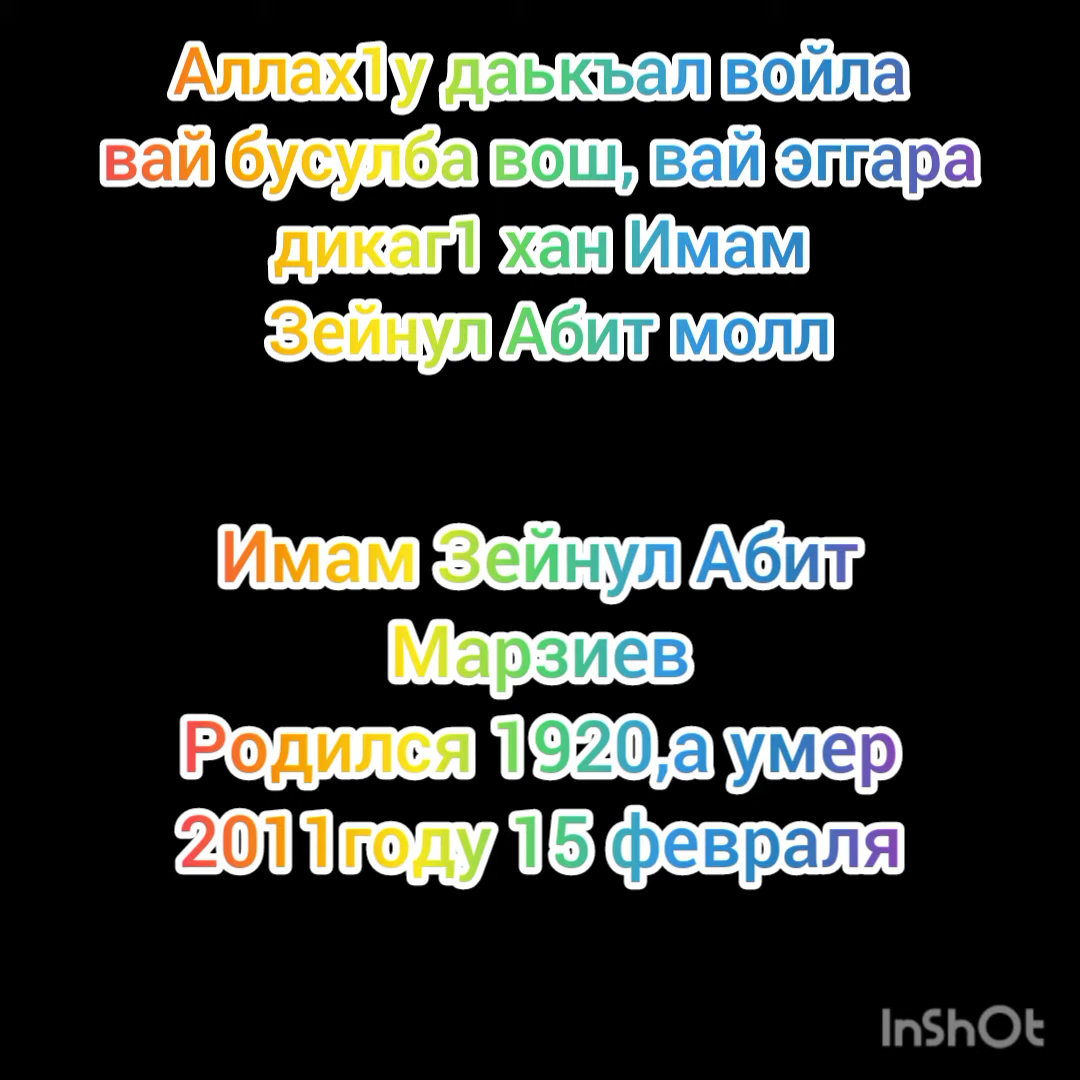 Аллах1у даькъал войла
вай бусулба вош, вай эггара
дикаг1 хан Имам
Зейнул Абит молл
Имам Зейнул Абит
Марзиев
Родился 1920,а умер
2011году 15 февраля
InShOt